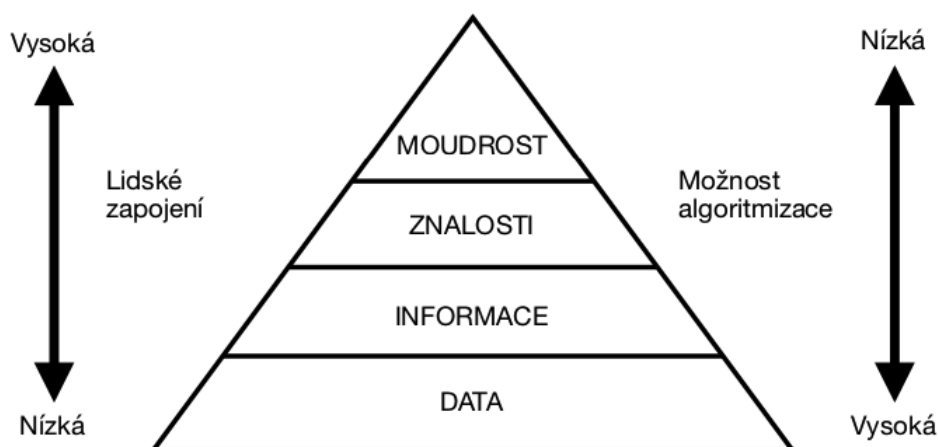 Vysoká
Nízká
MOUDROST
Lidské
zapojení
Možnost
algoritmizace
ZNALOSTI
INFORMACE
DATA
Nízká
Vysoká